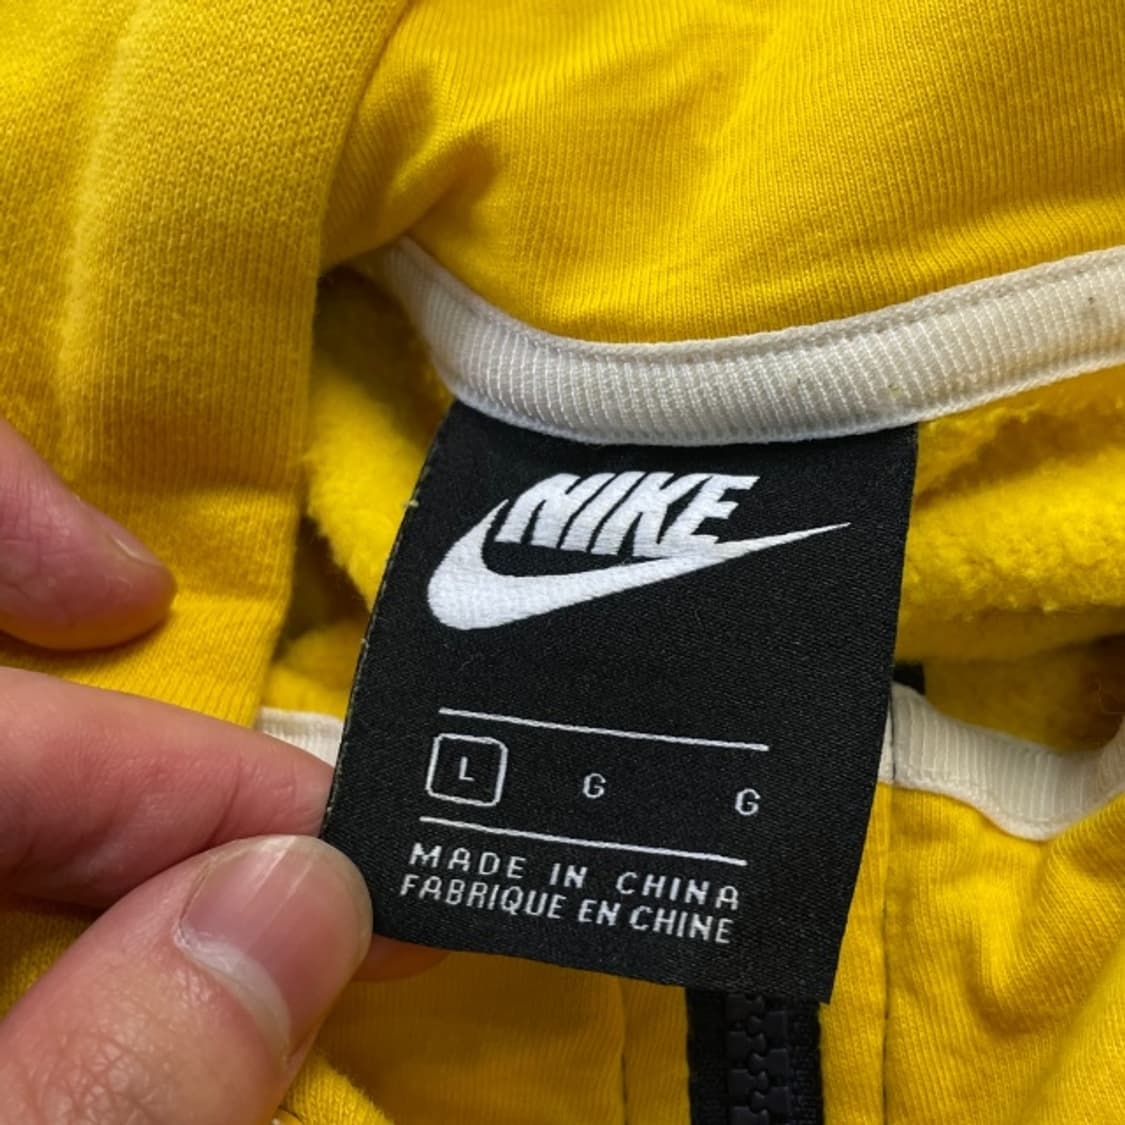 NIKE
L G G
MADE IN CHINA
FABRIQUE EN CHINE